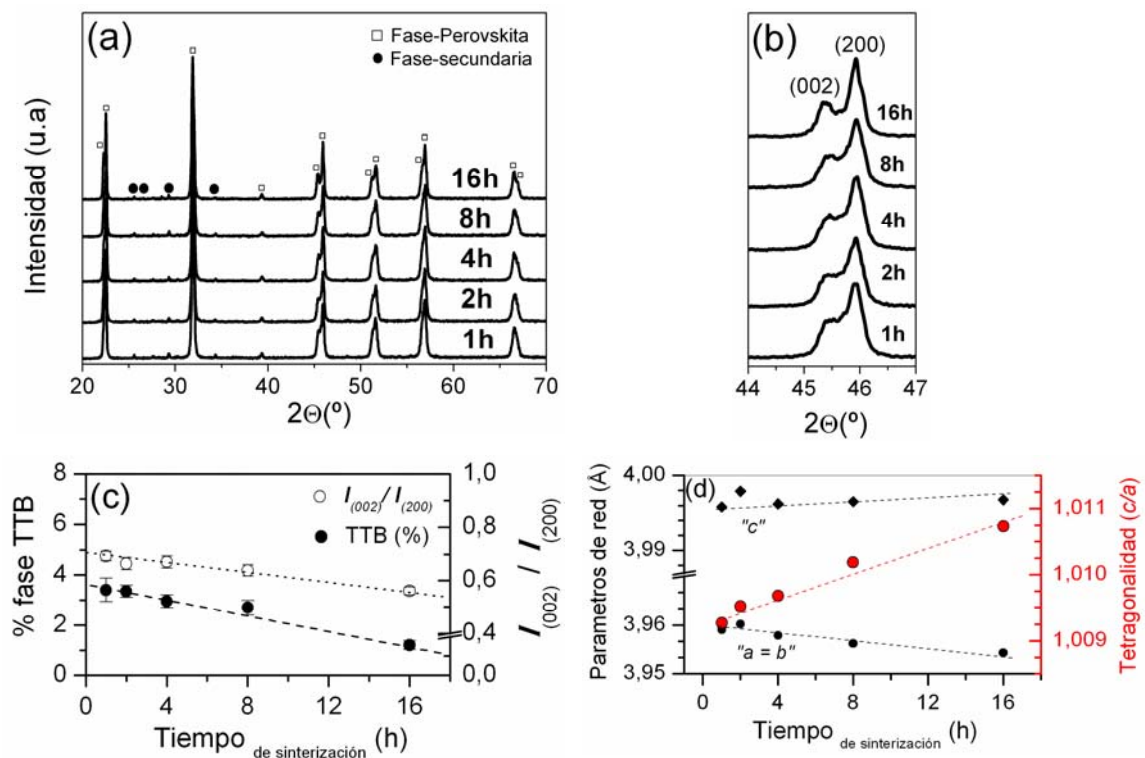 (a)
□ Fase-Perovskita
● Fase-secundaria
Intensidad (u.a)
16h
8h
4h
2h
1h
20 30 40 50 60 70
2Θ(º)
(b)
(200)
(002)
16h
8h
4h
2h
1h
44 45 46 47
2Θ(º)
(c)
○ I(002)/ I(200)
● TTB (%)
% fase TTB
8
6
4
2
0
1,0
0,8
0,6
0,4
0,0
I(002) / I(200)
0 4 8 12 16
Tiempo de sinterización (h)
(d)
Parametros de red (Å)
4,00
3,99
3,96
3,95
"c"
"a = b"
1,011
1,010
1,009
Tetragonalidad (c/a)
0 4 8 12 16
Tiempo de sinterización (h)